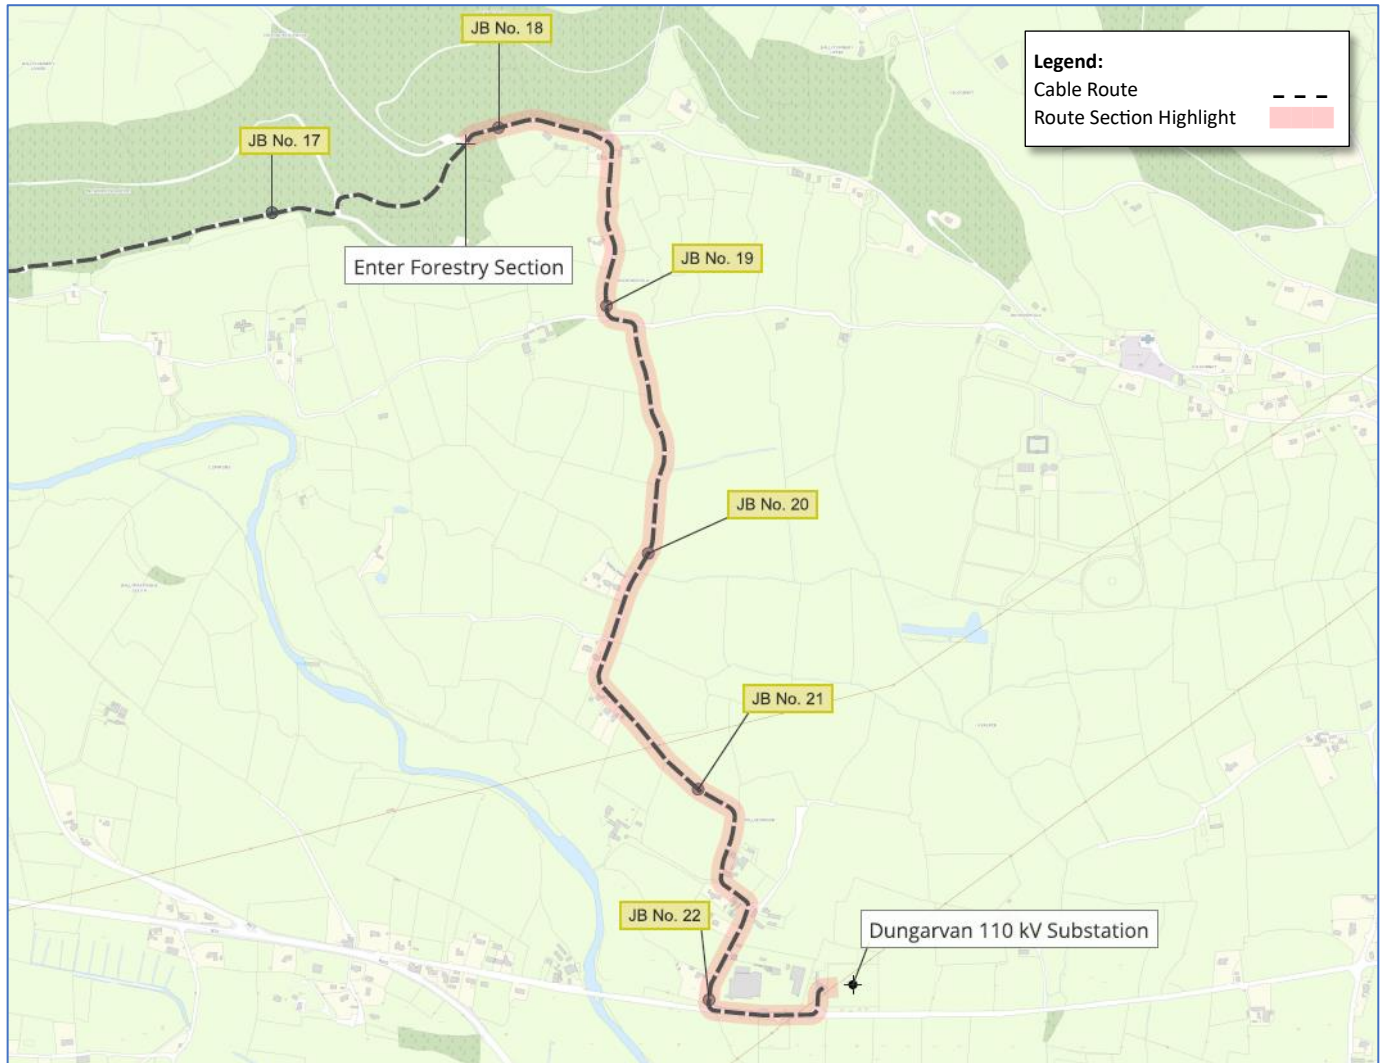 JB No. 18
Legend:
Cable Route
Route Section Highlight
JB No. 17
Enter Forestry Section
JB No. 19
JB No. 20
JB No. 21
JB No. 22
Dungarvan 110 kV Substation